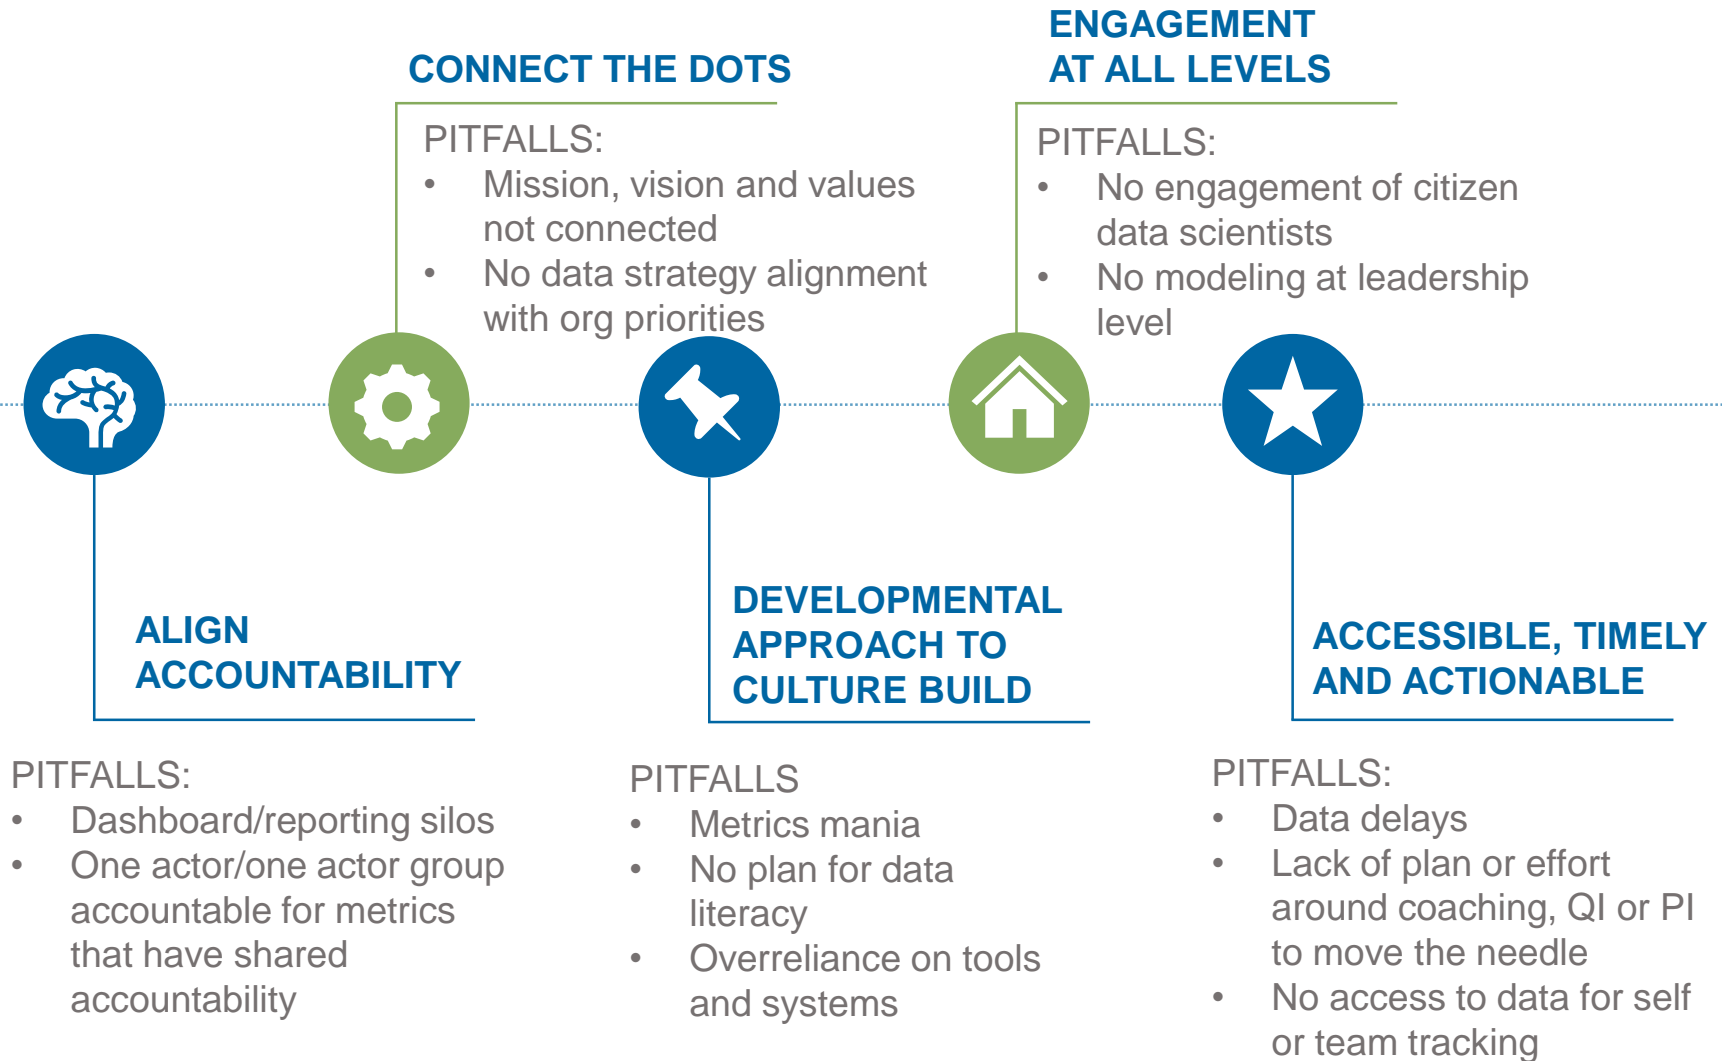 CONNECT THE DOTS
PITFALLS:
• Mission, vision and values
not connected
• No data strategy alignment
with org priorities
ENGAGEMENT
AT ALL LEVELS
PITFALLS:
• No engagement of citizen
data scientists
• No modeling at leadership
level
ALIGN
ACCOUNTABILITY
PITFALLS:
• Dashboard/reporting silos
• One actor/one actor group
accountable for metrics
that have shared
accountability
DEVELOPMENTAL
APPROACH TO
CULTURE BUILD
PITFALLS
• Metrics mania
• No plan for data
literacy
• Overreliance on tools
and systems
ACCESSIBLE, TIMELY
AND ACTIONABLE
PITFALLS:
• Data delays
• Lack of plan or effort
around coaching, QI or PI
to move the needle
• No access to data for self
or team tracking